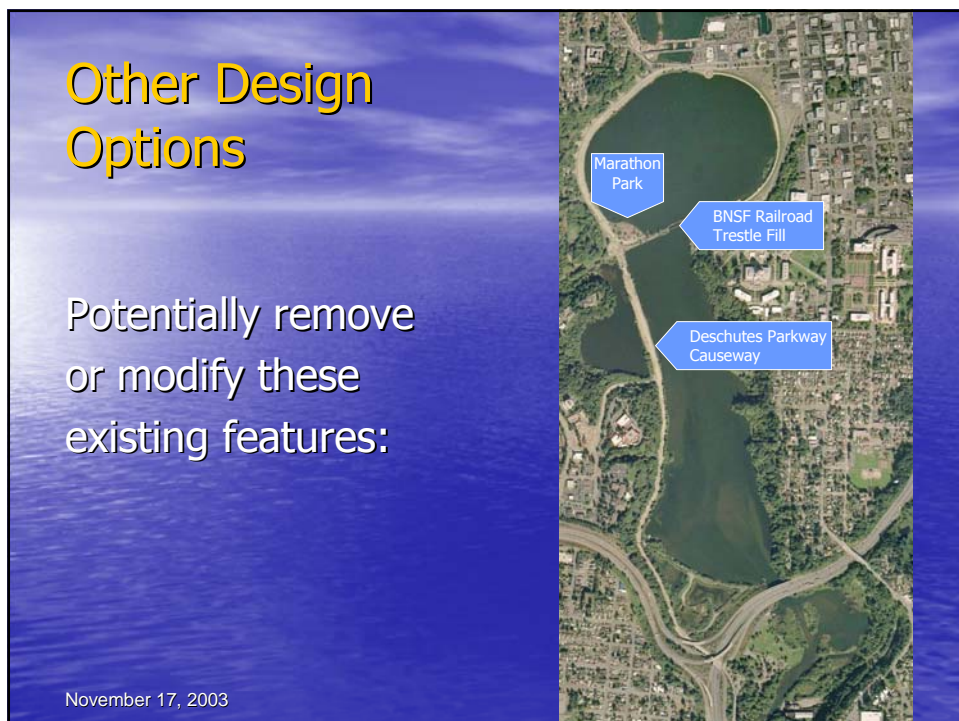 Other Design
Options
Marathon
Park
BNSF Railroad
Trestle Fill
Potentially remove
or modify these
existing features:
Deschutes Parkway
Causeway
November 17, 2003